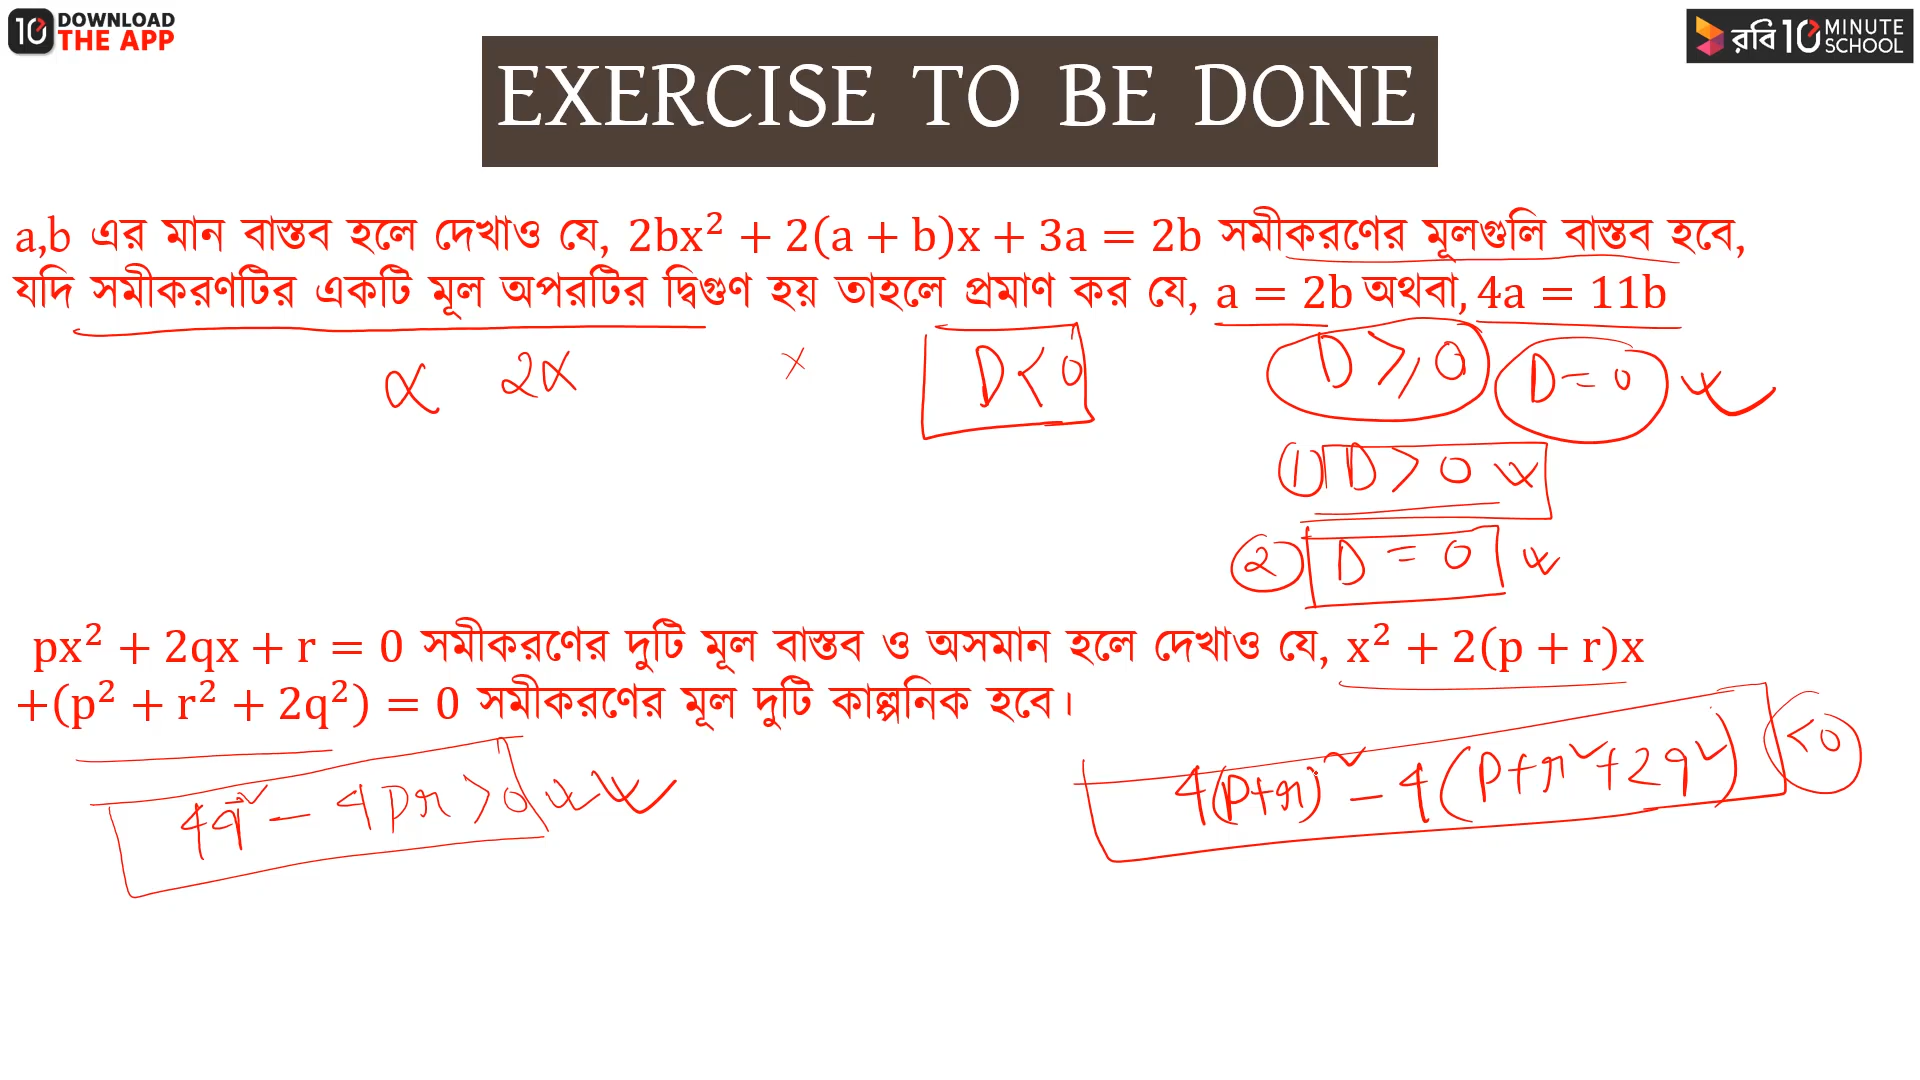 10 DOWNLOAD THE APP
রবি 10 MINUTE SCHOOL
EXERCISE TO BE DONE
a,b এর মান বাস্তব হলে দেখাও যে, 2bx² + 2(a + b)x + 3a = 2b সমীকরণের মূলগুলি বাস্তব হবে,
যদি সমীকরণটির একটি মূল অপরটির দ্বিগুণ হয় তাহলে প্রমাণ কর যে, a = 2b অথবা, 4a = 11b
α 2α x D < 0 D ⩾ 0 D = 0
① D > 0
② D = 0
px² + 2qx + r = 0 সমীকরণের দুটি মূল বাস্তব ও অসমান হলে দেখাও যে, x² + 2(p + r)x
+(p² + r² + 2q²) = 0 সমীকরণের মূল দুটি কাল্পনিক হবে।
4q² − 4pr > 0 4(p+r)² − 4(p+r²+2q²) < 0